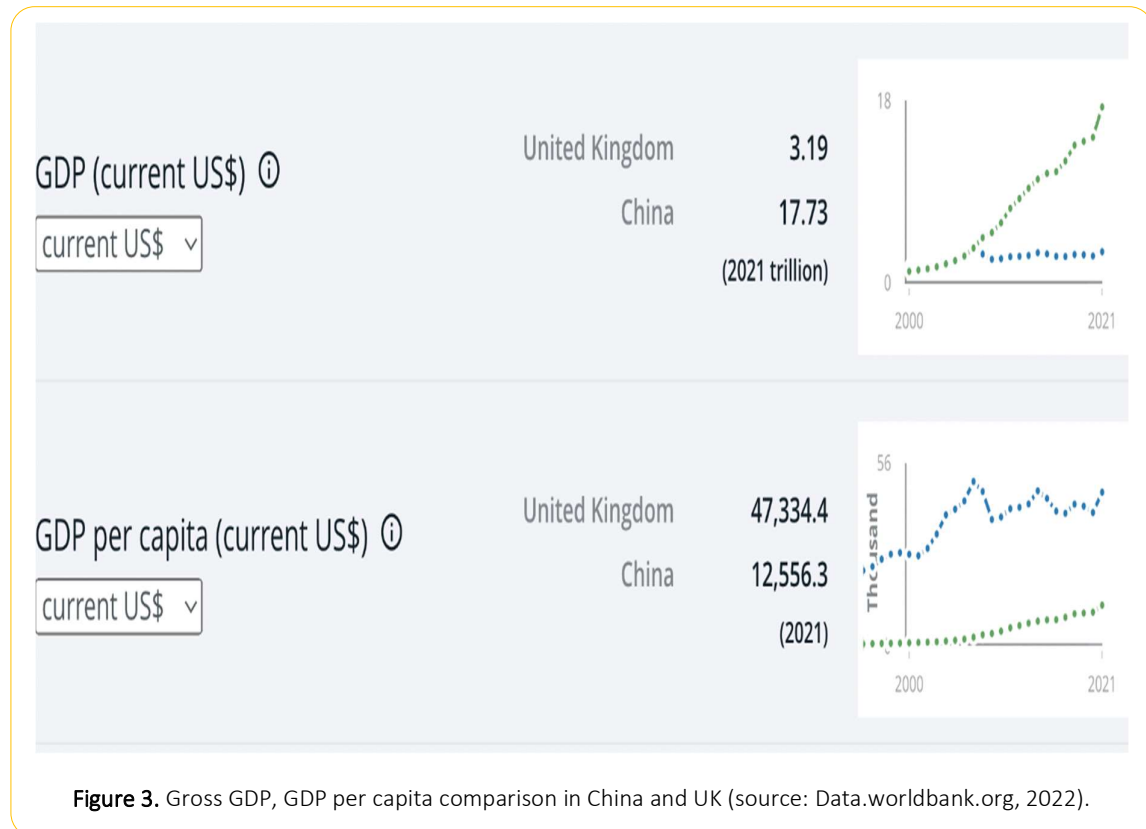 GDP (current US$)
current US$
United Kingdom 3.19
China 17.73
(2021 trillion)
18
0
2000 2021
GDP per capita (current US$)
current US$
United Kingdom 47,334.4
China 12,556.3
(2021)
56
Thousand
2000 2021
Figure 3. Gross GDP, GDP per capita comparison in China and UK (source: Data.worldbank.org, 2022).